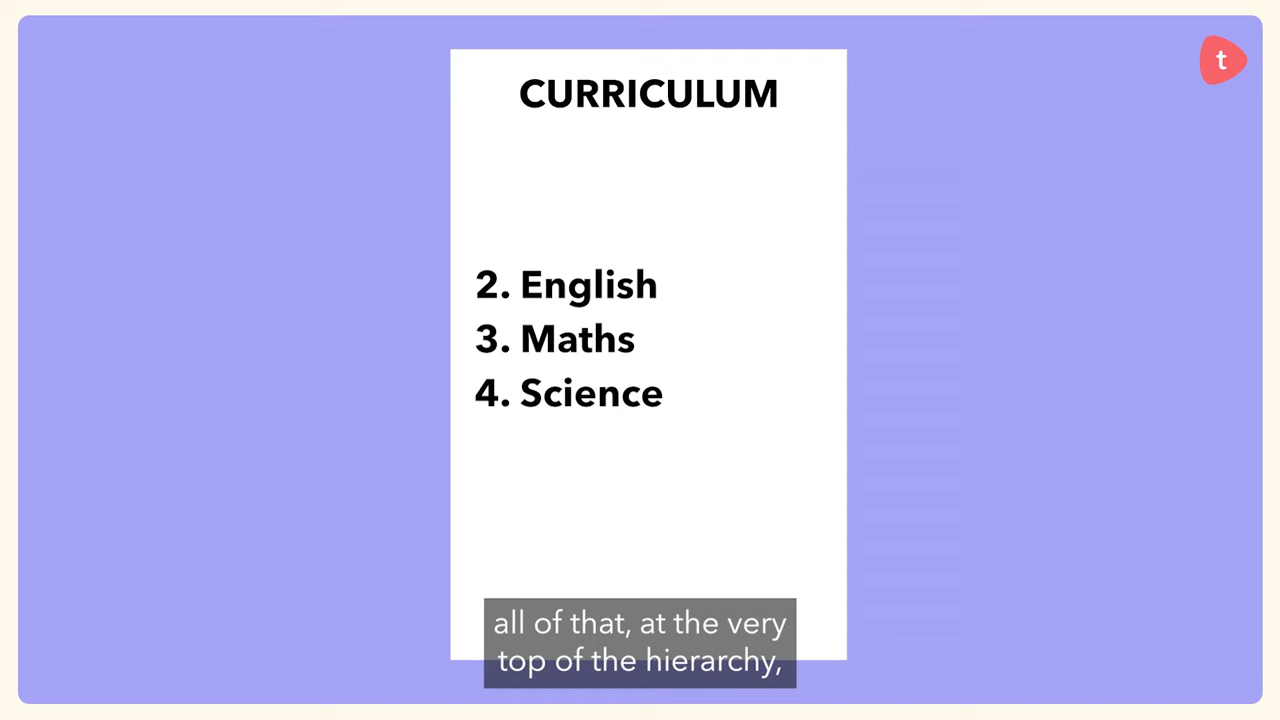 t
CURRICULUM
2. English
3. Maths
4. Science
all of that, at the very
top of the hierarchy,